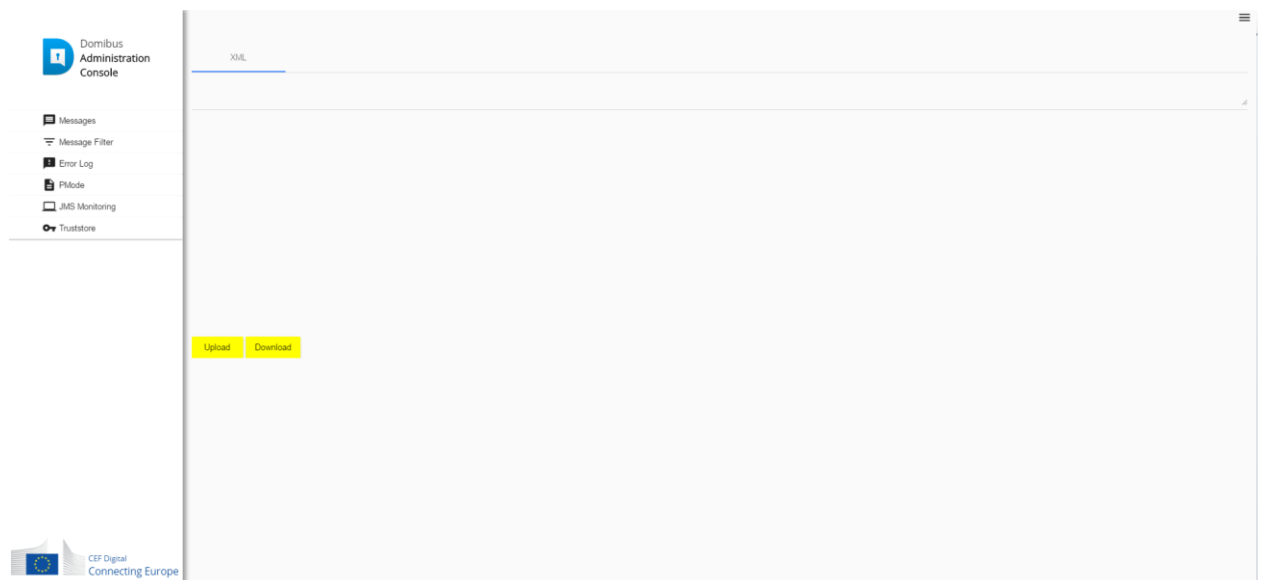 Domibus
Administration
Console
Messages
Message Filter
Error Log
PMode
JMS Monitoring
Truststore
CEF Digital
Connecting Europe
XML
Upload Download